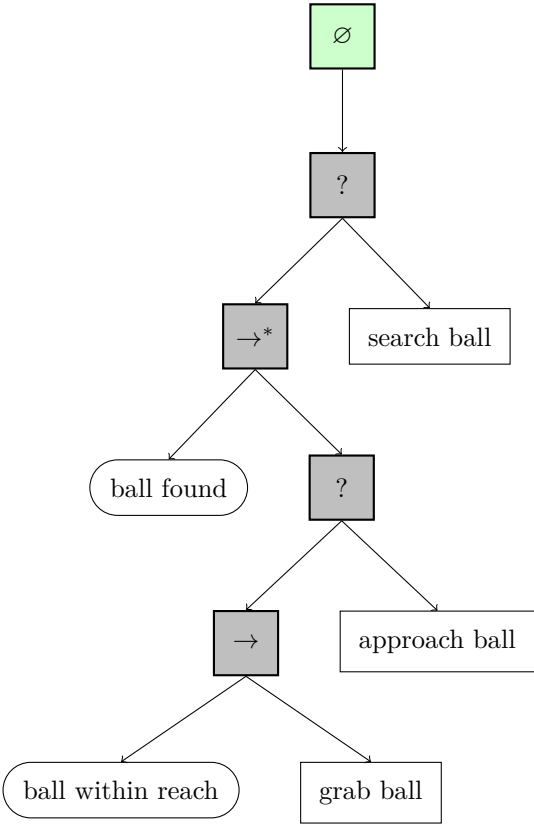 ∅
?
→*
search ball
ball found
?
→
approach ball
ball within reach
grab ball